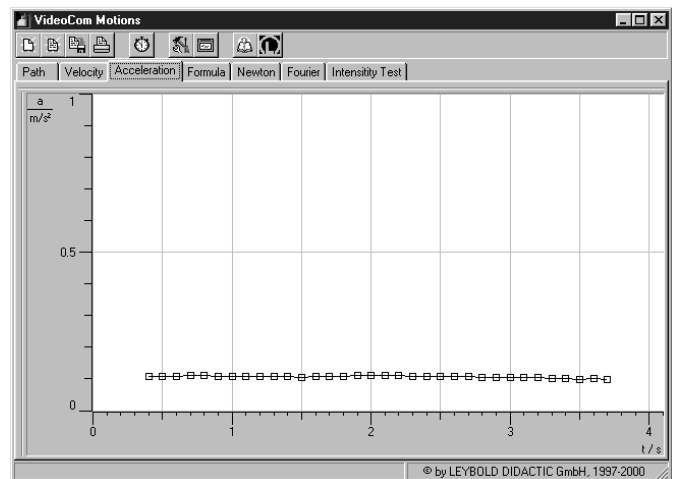 VideoCom Motions
Path Velocity Acceleration Formula Newton Fourier Intensitity Test
a
m/s²
1
0.5
0
0 1 2 3 4
t / s
© by LEYBOLD DIDACTIC GmbH, 1997-2000